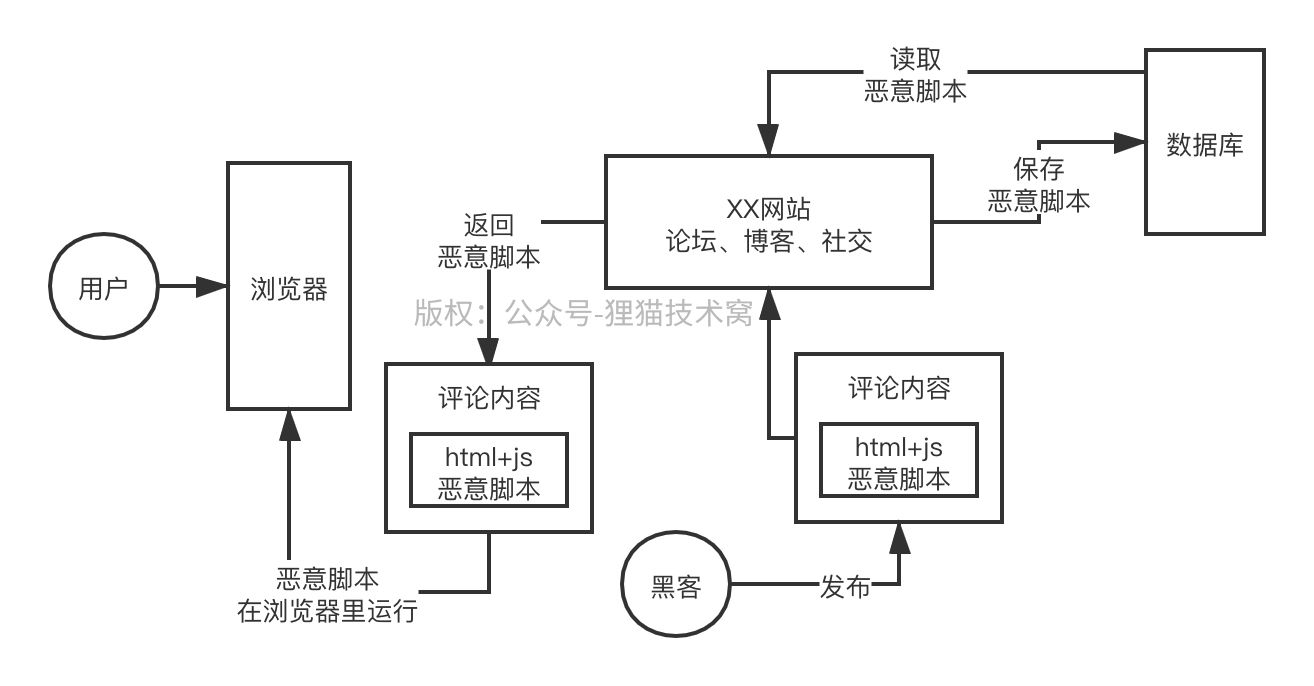 读取
恶意脚本
数据库
保存
恶意脚本
XX网站
论坛、博客、社交
返回
恶意脚本
用户
浏览器
版权：公众号-狸猫技术窝
评论内容
html+js
恶意脚本
评论内容
html+js
恶意脚本
恶意脚本
在浏览器里运行
黑客
发布